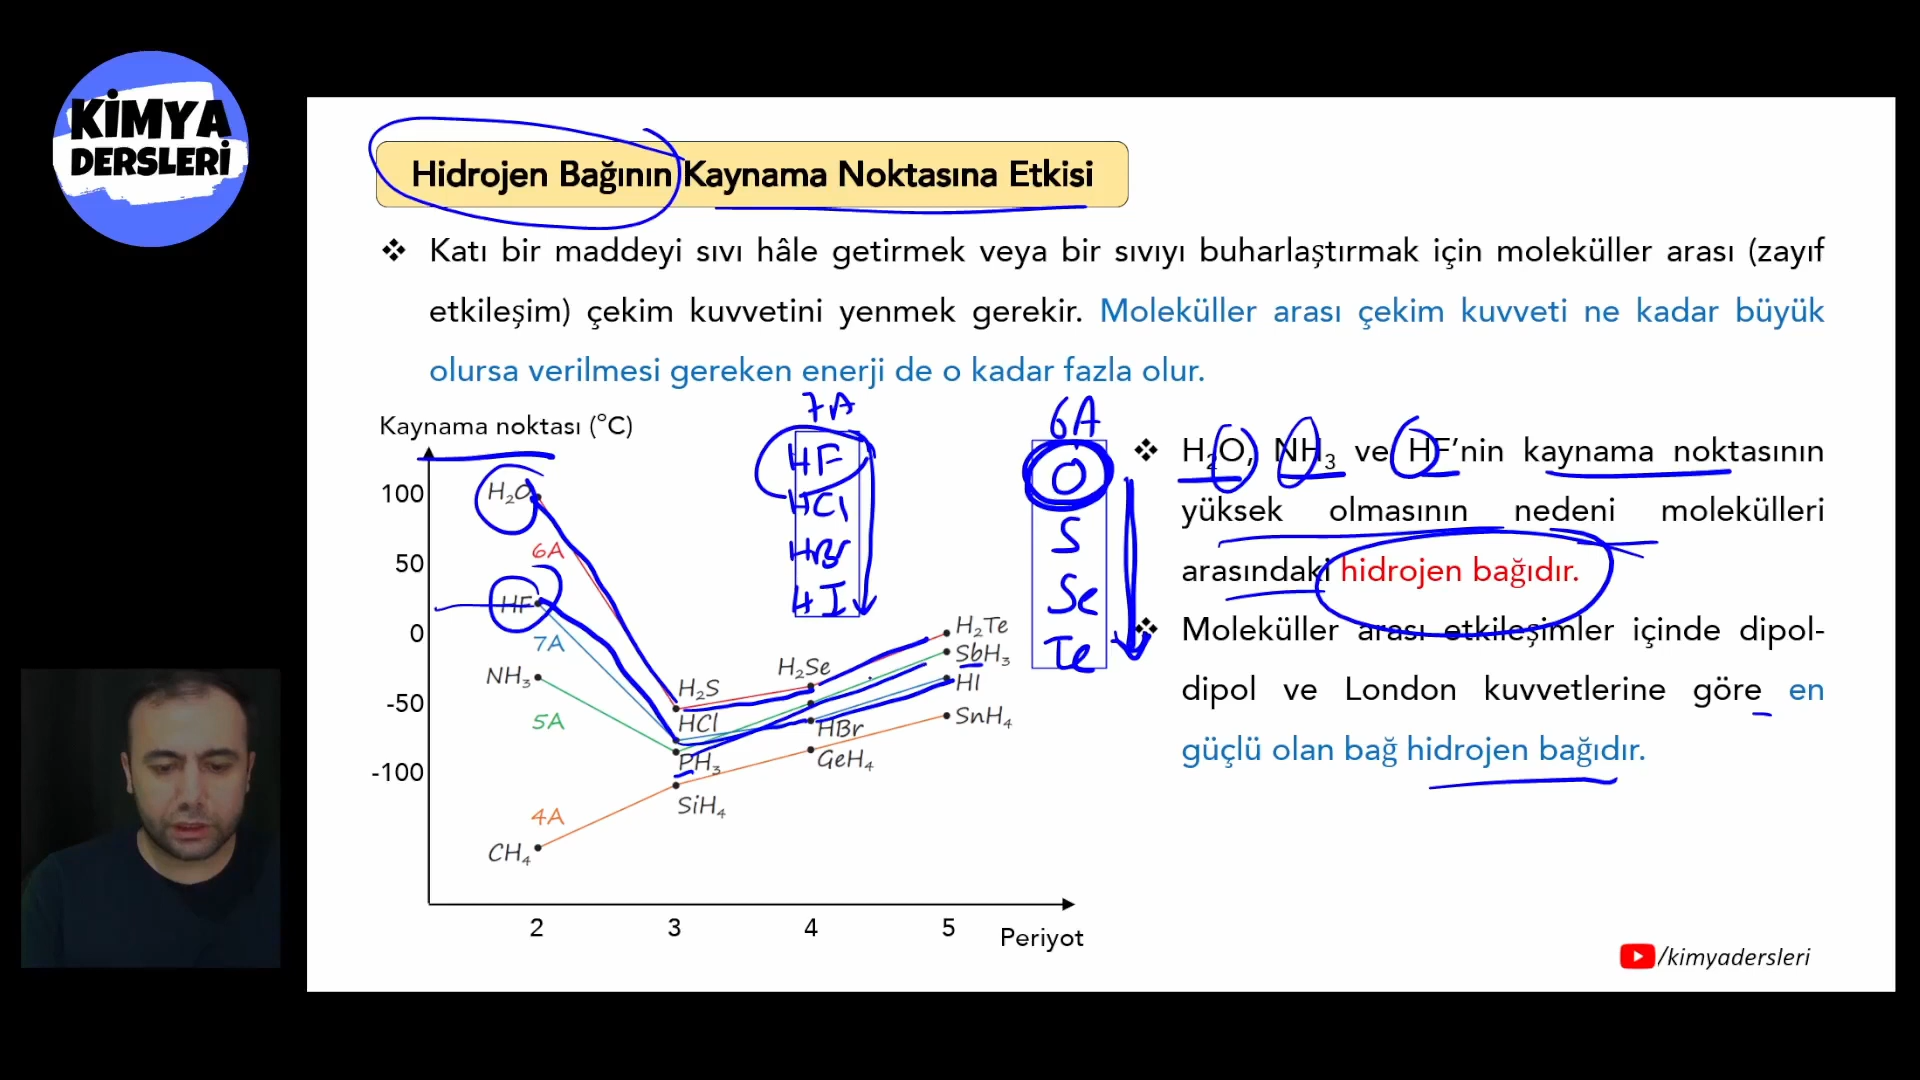 KİMYA
DERSLERİ
Hidrojen Bağının Kaynama Noktasına Etkisi
❖ Katı bir maddeyi sıvı hâle getirmek veya bir sıvıyı buharlaştırmak için moleküller arası (zayıf
etkileşim) çekim kuvvetini yenmek gerekir. Moleküller arası çekim kuvveti ne kadar büyük
olursa verilmesi gereken enerji de o kadar fazla olur.
Kaynama noktası (°C)
100
50
0
-50
-100
H₂O
6A
HF
7A
NH₃
5A
4A
CH₄
H₂S
HCl
PH₃
SiH₄
H₂Se
HBr
GeH₄
H₂Te
SbH₃
HI
SnH₄
2 3 4 5 Periyot
7A
HF
HCl
HBr
HI
6A
O
S
Se
Te
❖ H₂O, NH₃ ve HF’nin kaynama noktasının
yüksek olmasının nedeni molekülleri
arasındaki hidrojen bağıdır.
❖ Moleküller arası etkileşimler içinde dipol-
dipol ve London kuvvetlerine göre en
güçlü olan bağ hidrojen bağıdır.
/kimyadersleri